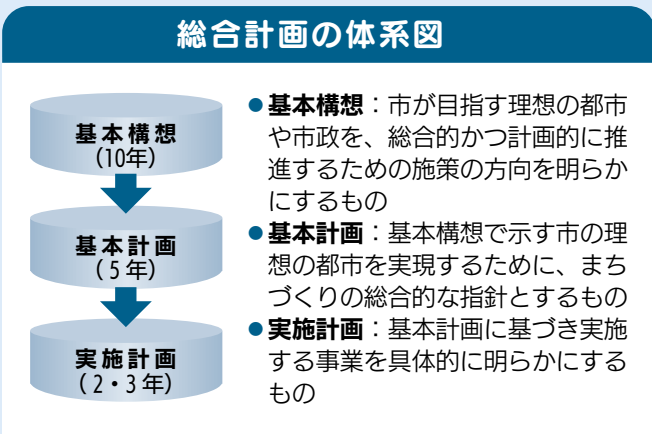 総合計画の体系図
基本構想
(10年)
基本計画
(5年)
実施計画
(2・3年)
●基本構想：市が目指す理想の都市
や市政を、総合的かつ計画的に推
進するための施策の方向を明らか
にするもの
●基本計画：基本構想で示す市の理
想の都市を実現するために、まち
づくりの総合的な指針とするもの
●実施計画：基本計画に基づき実施
する事業を具体的に明らかにする
もの